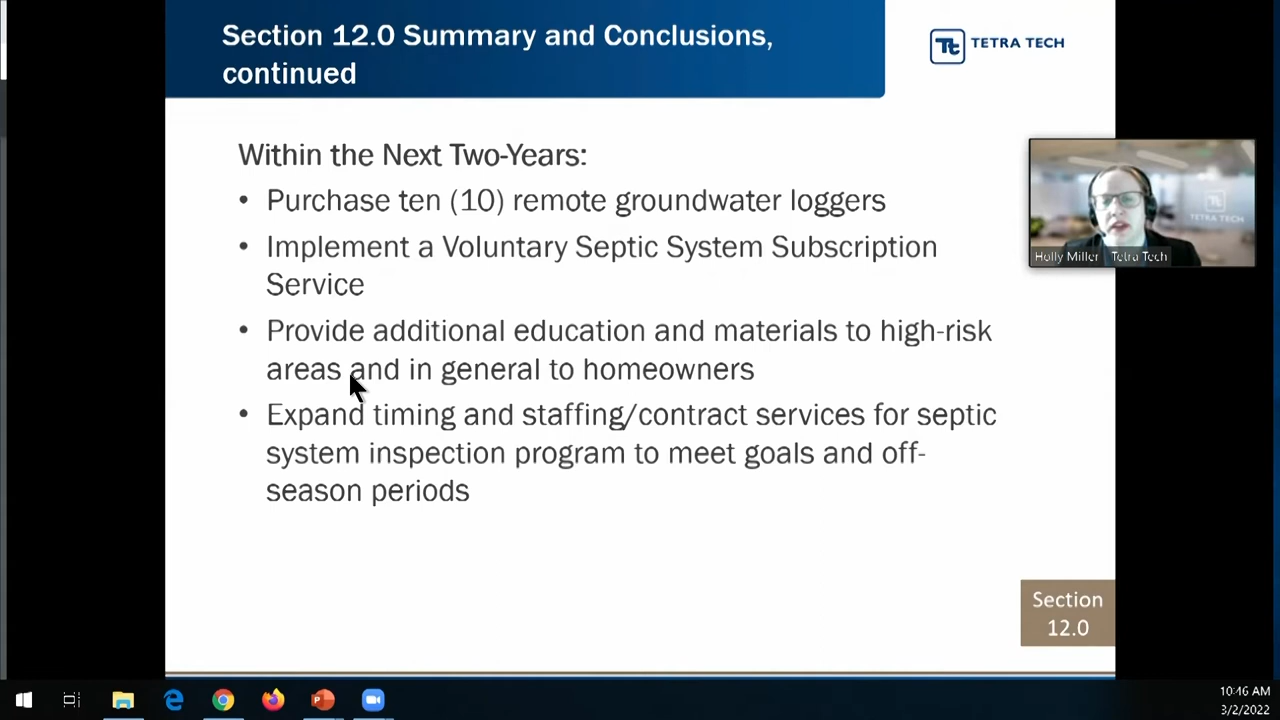 Section 12.0 Summary and Conclusions,
continued
Tt TETRA TECH
Within the Next Two-Years:
• Purchase ten (10) remote groundwater loggers
• Implement a Voluntary Septic System Subscription
Service
• Provide additional education and materials to high-risk
areas and in general to homeowners
• Expand timing and staffing/contract services for septic
system inspection program to meet goals and off-
season periods
TETRA TECH
Holly Miller Tetra Tech
Section
12.0
10:46 AM
3/2/2022